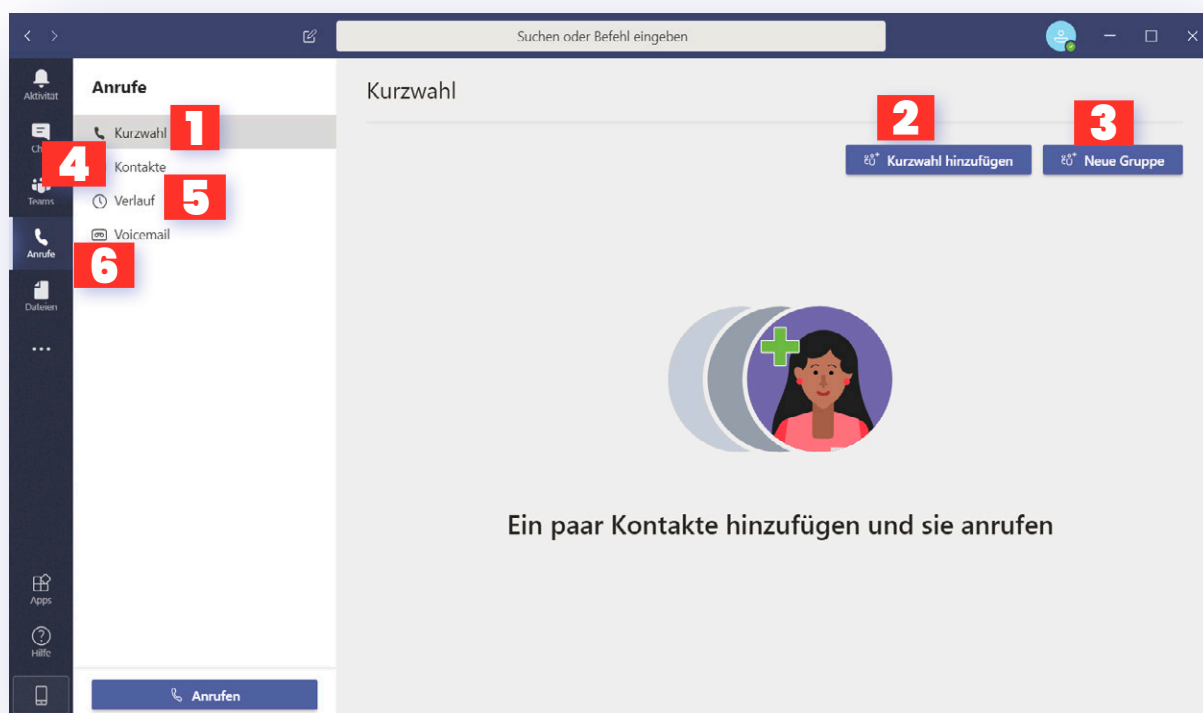 Suchen oder Befehl eingeben
Aktivität
Teams
Anrufe
Dateien
Apps
Hilfe
Anrufe
Kurzwahl
1
4
Kontakte
Verlauf
5
Voicemail
6
Anrufen
Kurzwahl
2
3
Kurzwahl hinzufügen
Neue Gruppe
Ein paar Kontakte hinzufügen und sie anrufen